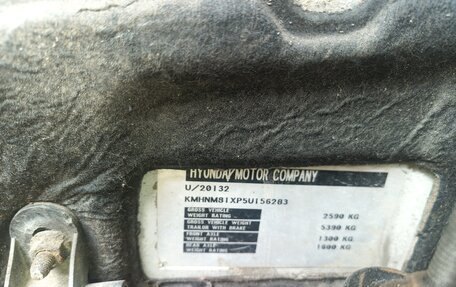 HYUNDAI MOTOR COMPANY
U/20132
KMHNM81XP5U156283
GROSS VEHICLE WEIGHT RATING 2590 KG
GROSS VEHICLE WEIGHT TRAILER WITH BRAKE 5390 KG
FRONT AXLE WEIGHT RATING 1300 KG
REAR AXLE WEIGHT RATING 1600 KG